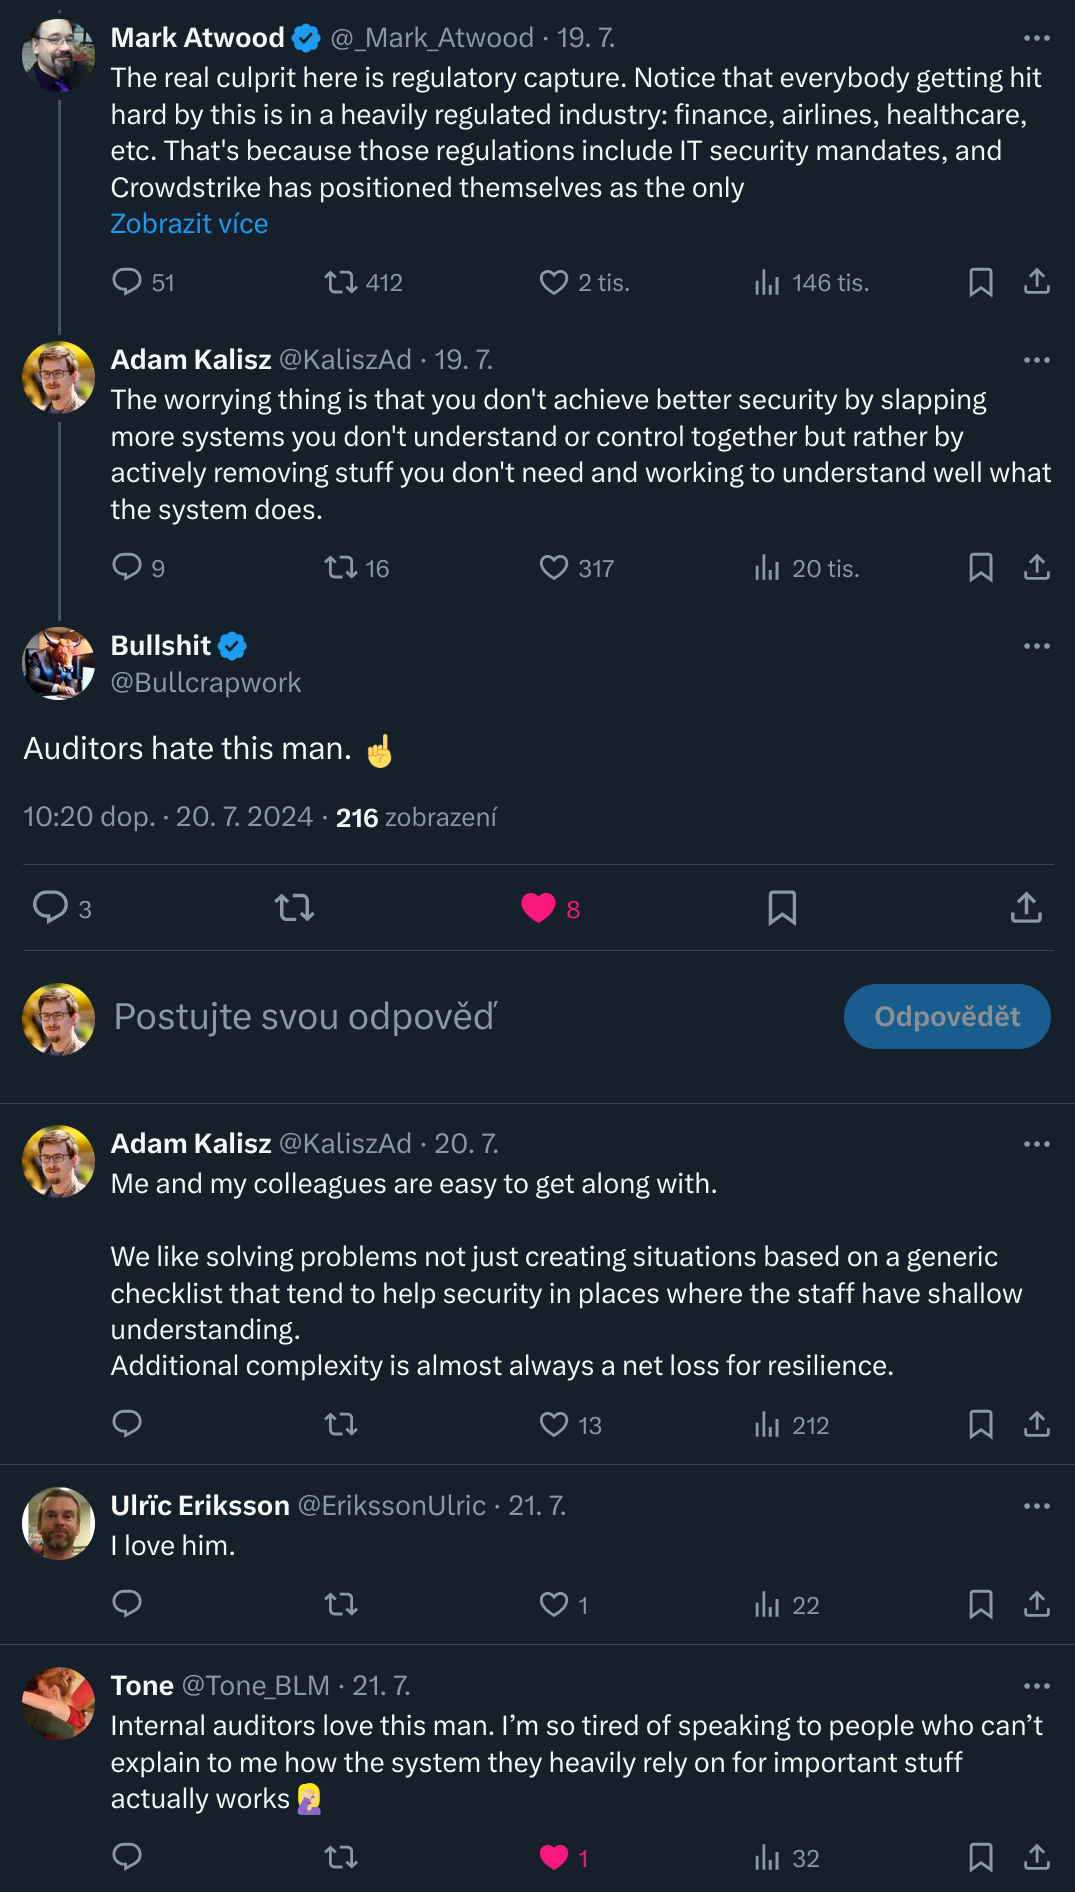 Mark Atwood @_Mark_Atwood · 19. 7.
The real culprit here is regulatory capture. Notice that everybody getting hit
hard by this is in a heavily regulated industry: finance, airlines, healthcare,
etc. That's because those regulations include IT security mandates, and
Crowdstrike has positioned themselves as the only
Zobrazit více
51 412 2 tis. 146 tis.
Adam Kalisz @KaliszAd · 19. 7.
The worrying thing is that you don't achieve better security by slapping
more systems you don't understand or control together but rather by
actively removing stuff you don't need and working to understand well what
the system does.
9 16 317 20 tis.
Bullshit
@Bullcrapwork
Auditors hate this man. ☝️
10:20 dop. · 20. 7. 2024 · 216 zobrazení
3 8
Postujte svou odpověď Odpovědět
Adam Kalisz @KaliszAd · 20. 7.
Me and my colleagues are easy to get along with.
We like solving problems not just creating situations based on a generic
checklist that tend to help security in places where the staff have shallow
understanding.
Additional complexity is almost always a net loss for resilience.
13 212
Ulrïc Eriksson @ErikssonUlric · 21. 7.
I love him.
1 22
Tone @Tone_BLM · 21. 7.
Internal auditors love this man. I’m so tired of speaking to people who can’t
explain to me how the system they heavily rely on for important stuff
actually works 🤦🏼‍♀️
1 32